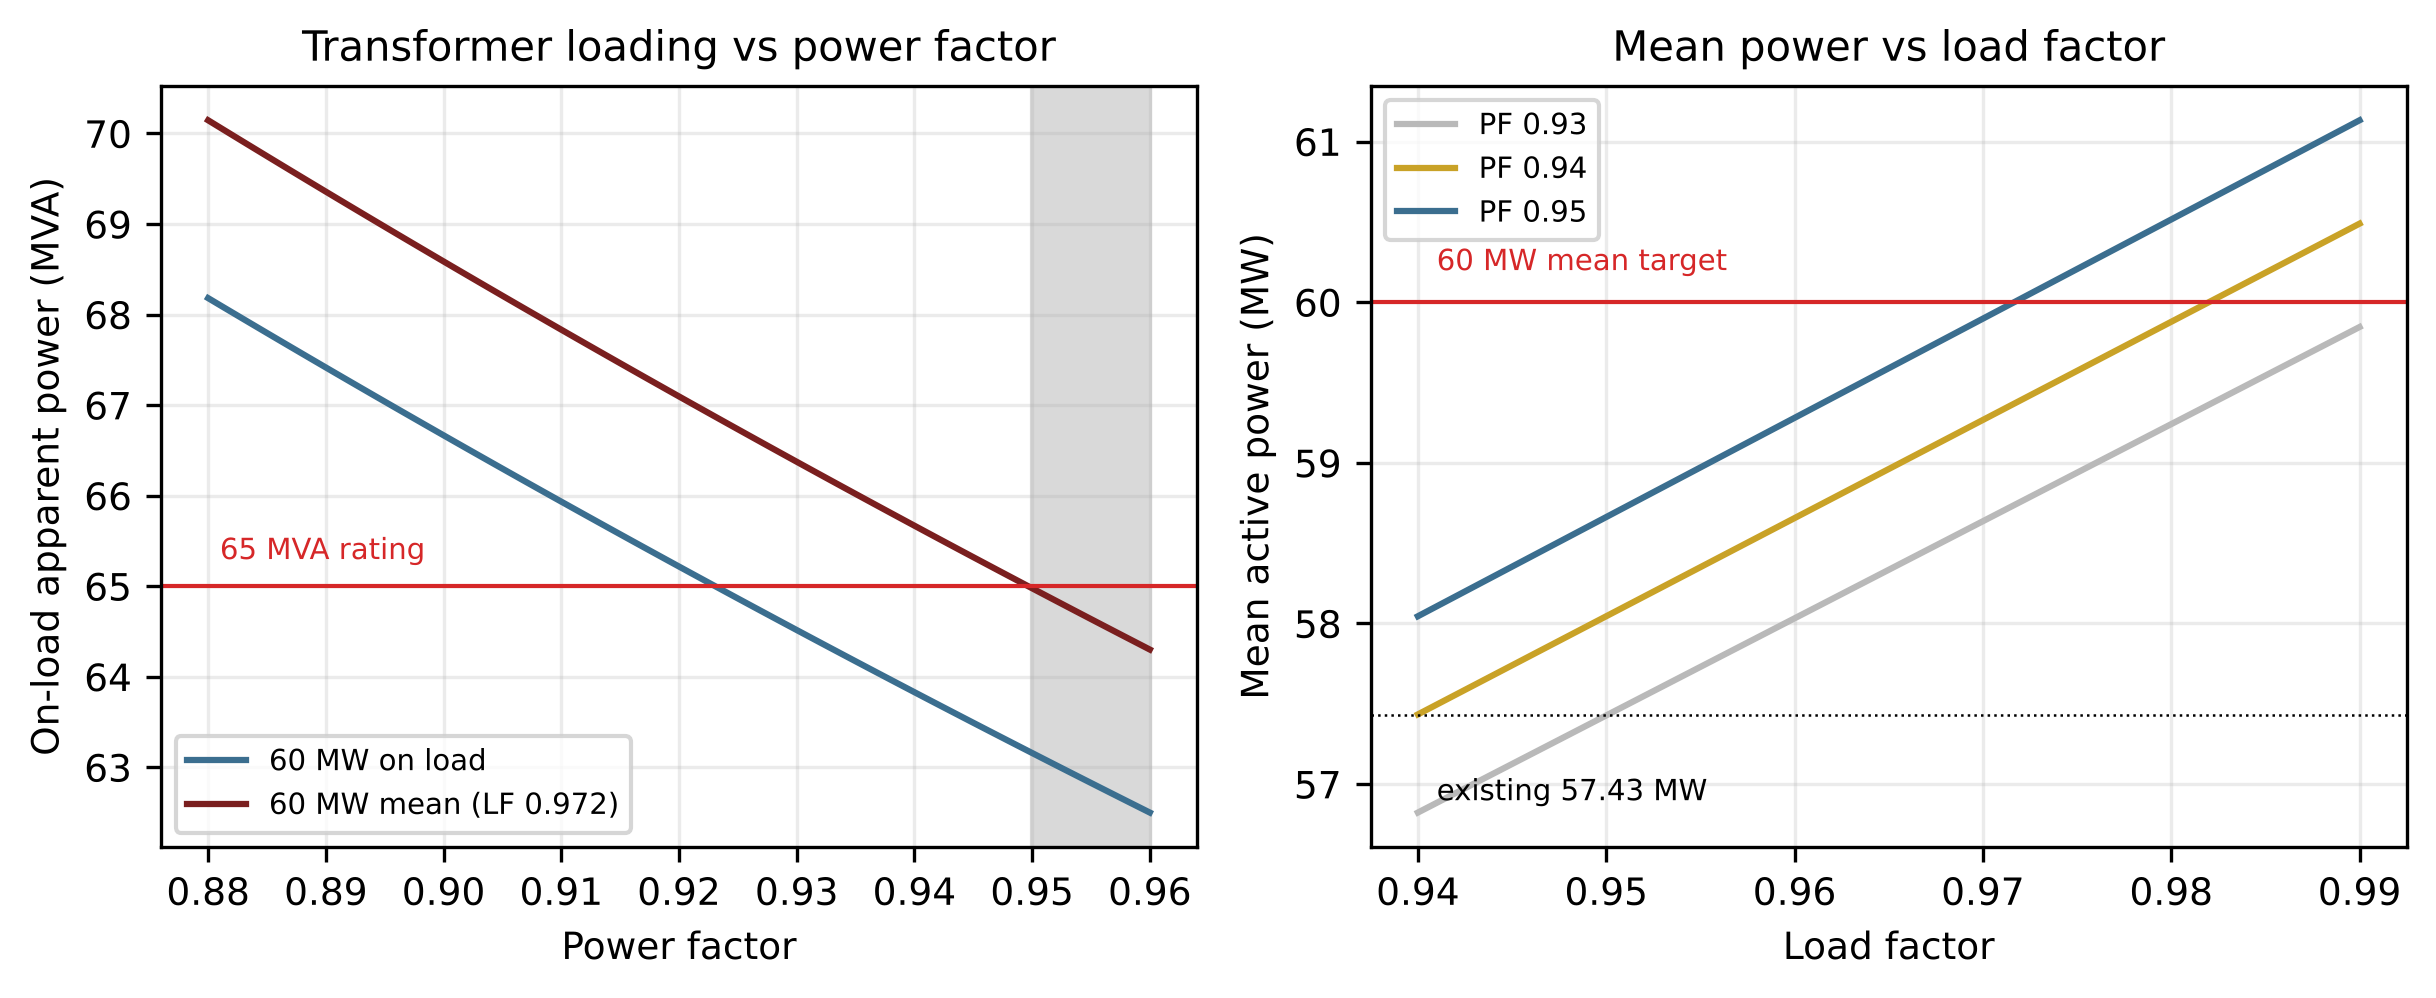 Transformer loading vs power factor
On-load apparent power (MVA)
70
69
68
67
66
65
64
63
65 MVA rating
60 MW on load
60 MW mean (LF 0.972)
0.88 0.89 0.90 0.91 0.92 0.93 0.94 0.95 0.96
Power factor
Mean power vs load factor
Mean active power (MW)
61
60
59
58
57
PF 0.93
PF 0.94
PF 0.95
60 MW mean target
existing 57.43 MW
0.94 0.95 0.96 0.97 0.98 0.99
Load factor